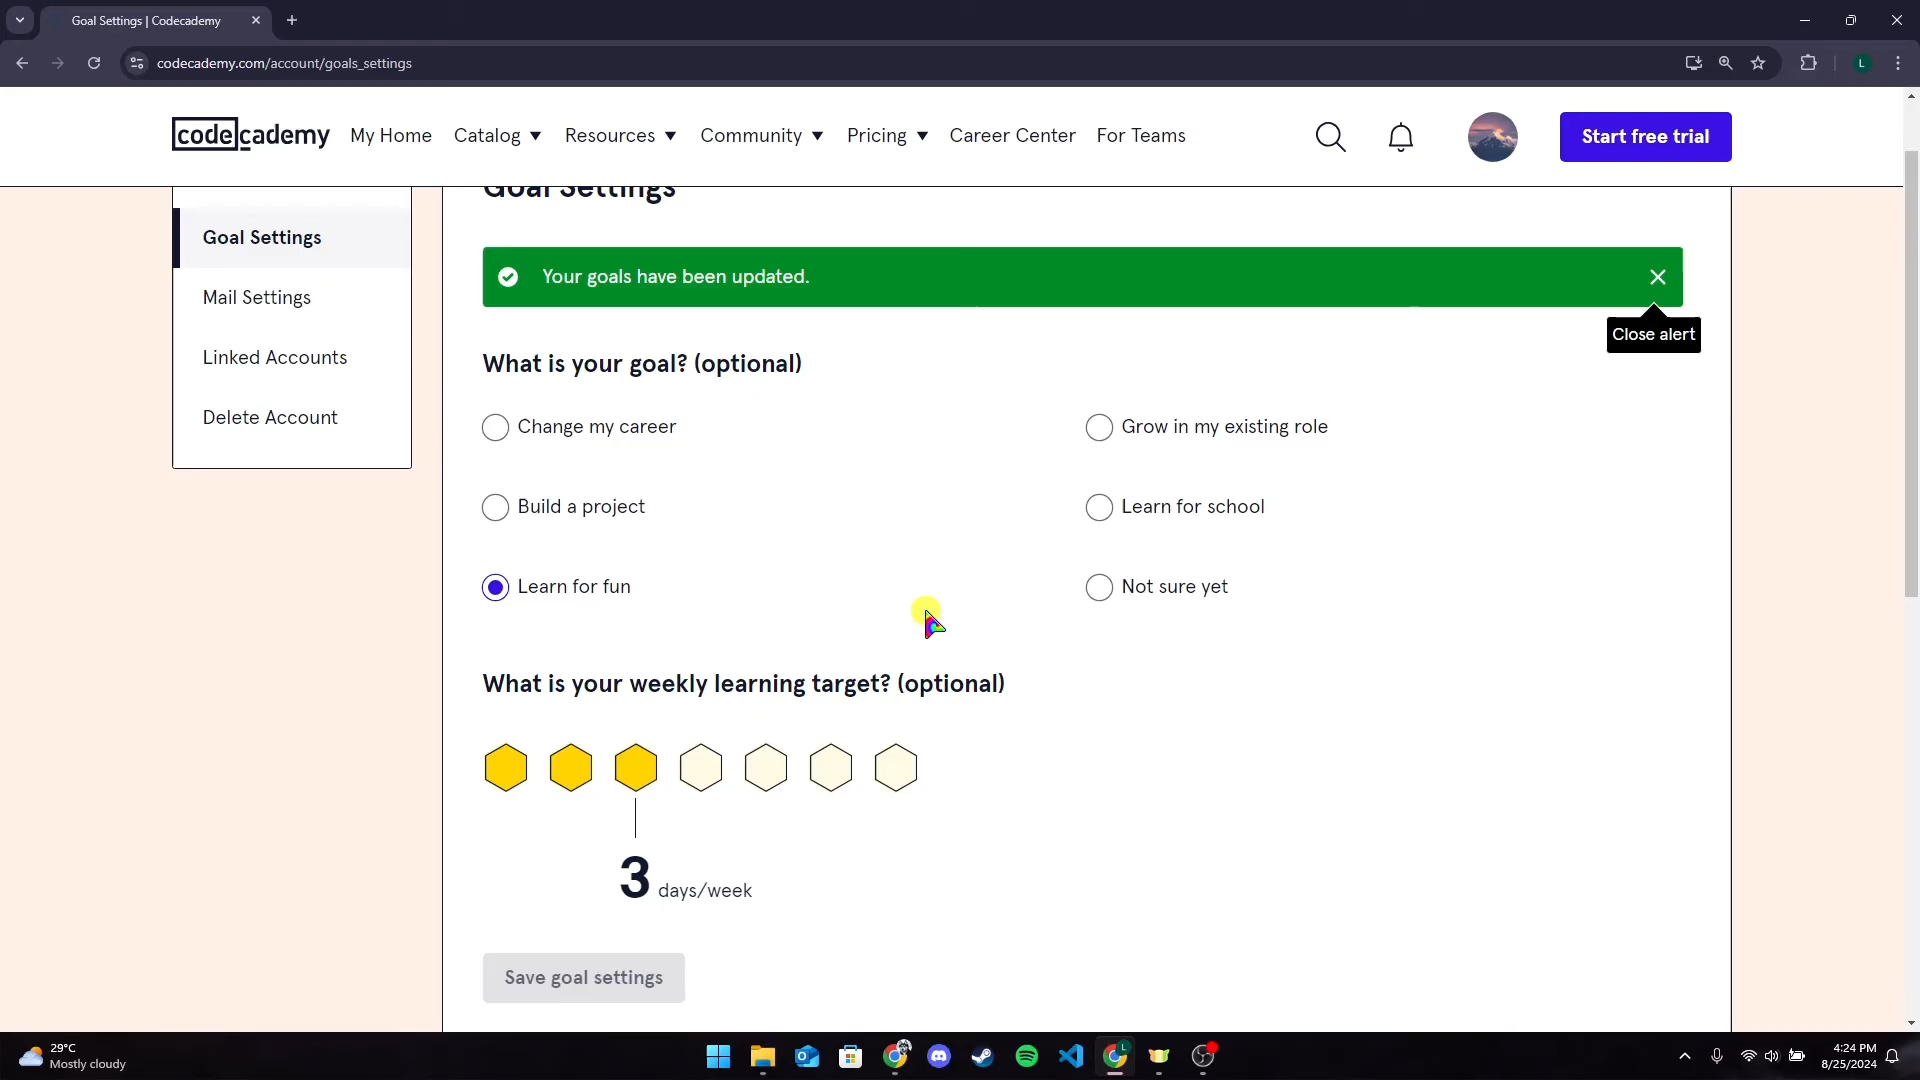 Goal Settings | Codecademy
codecademy.com/account/goals_settings
L
codecademy
My Home
Catalog
Resources
Community
Pricing
Career Center
For Teams
Start free trial
Goal Settings
Goal Settings
Mail Settings
Linked Accounts
Delete Account
Your goals have been updated.
Close alert
What is your goal? (optional)
Change my career
Grow in my existing role
Build a project
Learn for school
Learn for fun
Not sure yet
What is your weekly learning target? (optional)
3 days/week
Save goal settings
29°C
Mostly cloudy
L
4:24 PM
8/25/2024